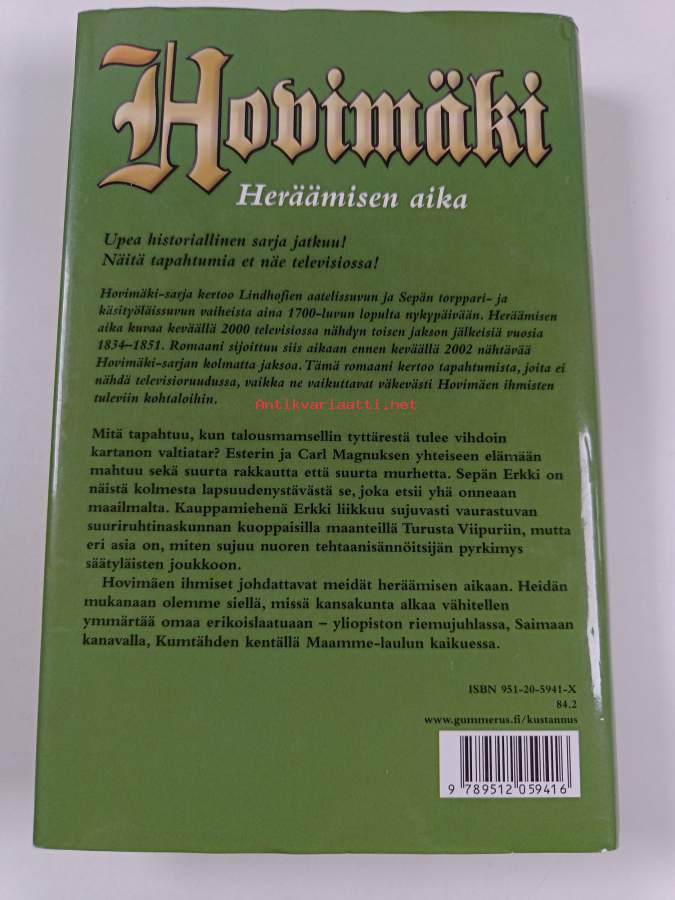 Hovimäki
Heräämisen aika
Upea historiallinen sarja jatkuu!
Näitä tapahtumia et näe televisiossa!
Hovimäki-sarja kertoo Lindhofien aatelissuvun ja Sepän torppari- ja
käsityöläissuvun vaiheista aina 1700-luvun lopulta nykypäivään. Heräämisen
aika kuvaa keväällä 2000 televisiossa nähdyn toisen jakson jälkeisiä vuosia
1834–1851. Romaani sijoittuu siis aikaan ennen keväällä 2002 nähtävää
Hovimäki-sarjan kolmatta jaksoa. Tämä romaani kertoo tapahtumista, joita ei
nähdä televisioruudussa, vaikka ne vaikuttavat väkevästi Hovimäen ihmisten
tuleviin kohtaloihin.
Antikvariaatti.net
Mitä tapahtuu, kun talousmamsellin tyttärestä tulee vihdoin
kartanon valtiatar? Esterin ja Carl Magnuksen yhteiseen elämään
mahtuu sekä suurta rakkautta että suurta murhetta. Sepän Erkki on
näistä kolmesta lapsuudenystävästä se, joka etsii yhä onneaan
maailmalta. Kauppamiehenä Erkki liikkuu sujuvasti vaurastuvan
suuriruhtinaskunnan kuoppaisilla maanteillä Turusta Viipuriin, mutta
eri asia on, miten sujuu nuoren tehtaanisännöitsijän pyrkimys
säätyläisten joukkoon.
Hovimäen ihmiset johdattavat meidät heräämisen aikaan. Heidän
mukanaan olemme siellä, missä kansakunta alkaa vähitellen
ymmärtää omaa erikoislaatuaan – yliopiston riemujuhlassa, Saimaan
kanavalla, Kumtähden kentällä Maamme-laulun kaikuessa.
ISBN 951-20-5941-X
84.2
www.gummerus.fi/kustannus
9 789512 059416